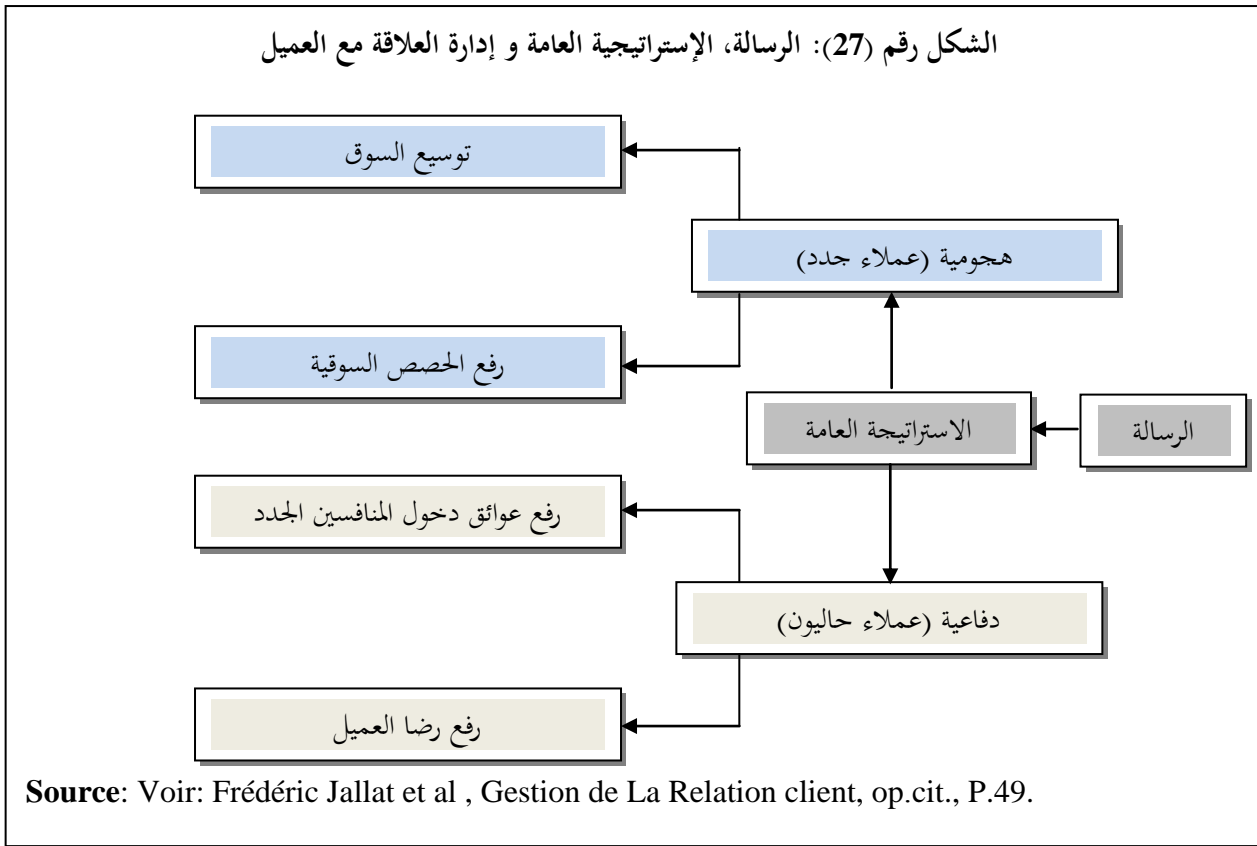 الشكل رقم (27): الرسالة، الإستراتيجية العامة و إدارة العلاقة مع العميل
توسيع السوق
هجومية (عملاء جدد)
رفع الحصص السوقية
الاستراتيجة العامة
الرسالة
رفع عوائق دخول المنافسين الجدد
دفاعية (عملاء حاليون)
رفع رضا العميل
Source: Voir: Frédéric Jallat et al , Gestion de La Relation client, op.cit., P.49.